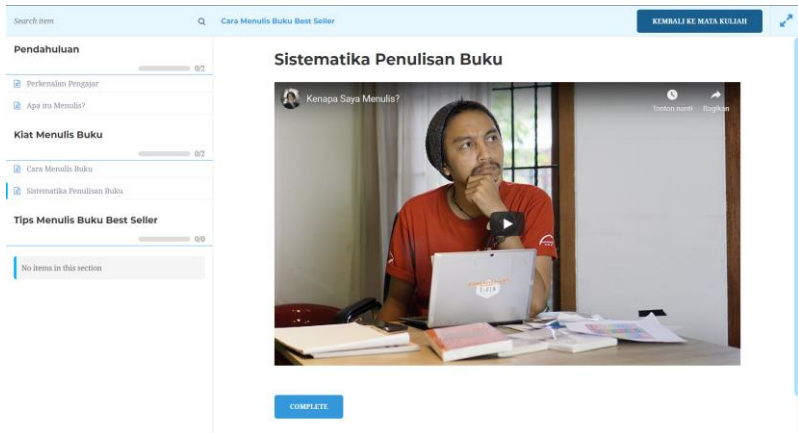 Search item
Cara Menulis Buku Best Seller
KEMBALI KE MATA KULIAH
Pendahuluan
0/2
Perkenalan Pengajar
Apa itu Menulis?
Kiat Menulis Buku
0/2
Cara Menulis Buku
Sistematika Penulisan Buku
Tips Menulis Buku Best Seller
0/0
No items in this section
Sistematika Penulisan Buku
Kenapa Saya Menulis?
Tonton nanti
Bagikan
COMPLETE